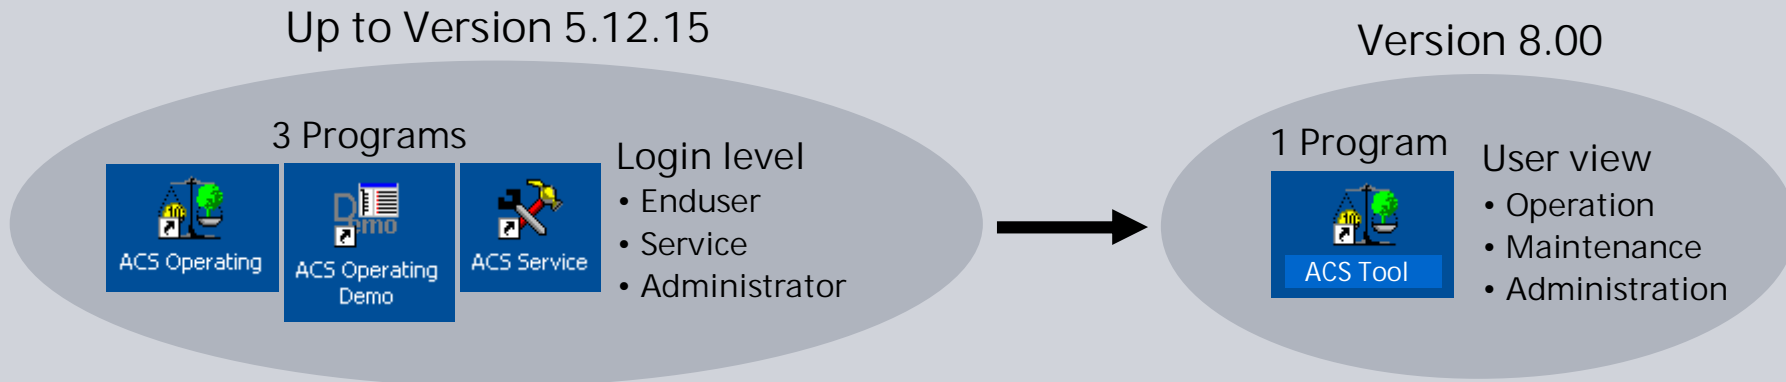 Up to Version 5.12.15
3 Programs
ACS Operating
ACS Operating
Demo
ACS Service
Login level
• Enduser
• Service
• Administrator
Version 8.00
1 Program
ACS Tool
User view
• Operation
• Maintenance
• Administration